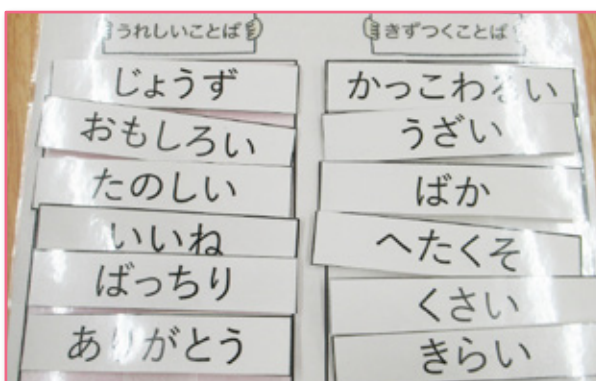 うれしいことば
じょうず
おもしろい
たのしい
いいね
ばっちり
ありがとう
きずつくことば
かっこわるい
うざい
ばか
へたくそ
くさい
きらい